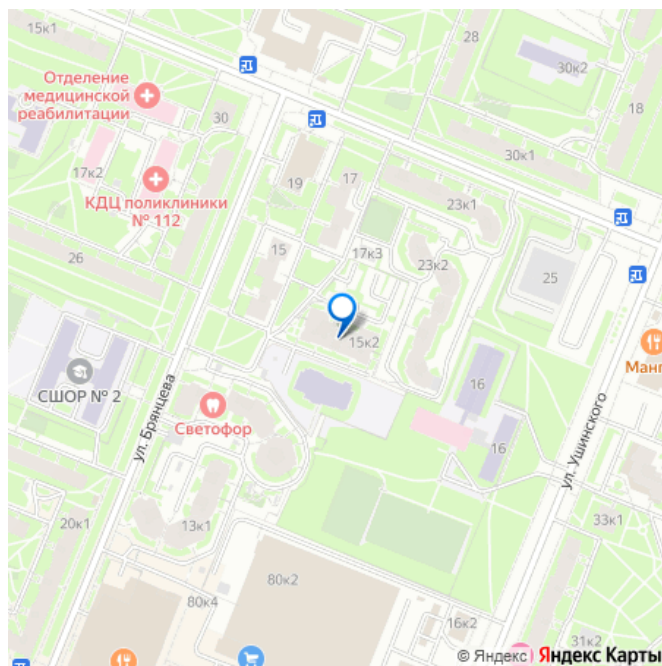 15к1
28
30к2
Отделение
медицинской
реабилитации
30
18
17к2
КДЦ поликлиники
№ 112
19
17
30к1
23к1
26
15
17к3
23к2
25
15к2
16
Манг
СШОР № 2
ул. Брянцева
Светофор
16
ул. Ушинского
20к1
13к1
33к1
80к2
80к4
16к2
31к2
© Яндекс Яндекс Карты